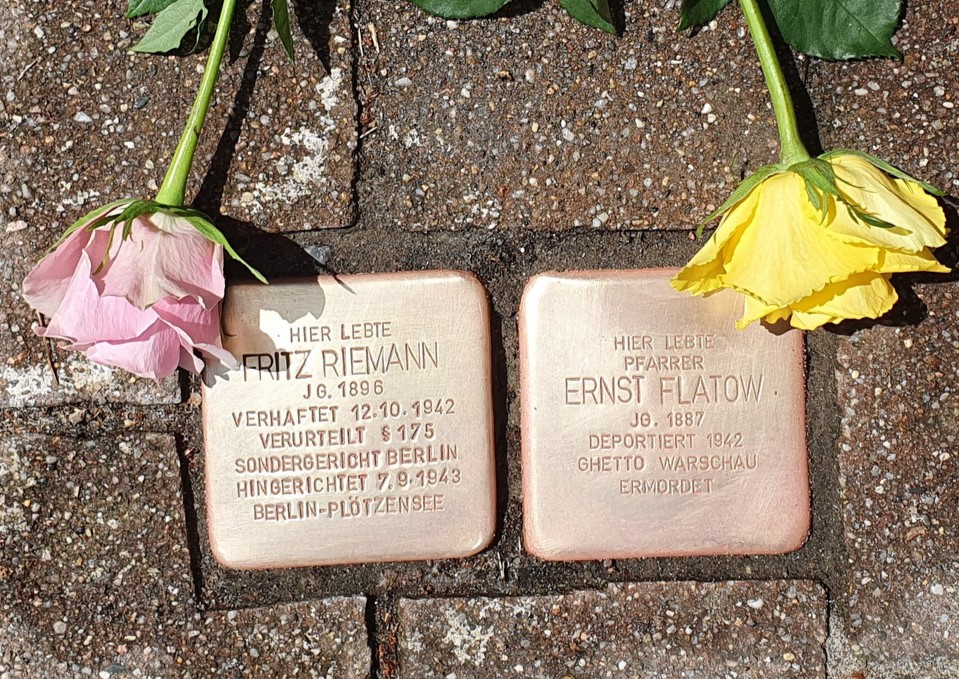 HIER LEBTE
FRITZ RIEMANN
JG. 1896
VERHAFTET 12.10.1942
VERURTEILT §175
SONDERGERICHT BERLIN
HINGERICHTET 7.9.1943
BERLIN-PLÖTZENSEE
HIER LEBTE
PFARRER
ERNST FLATOW
JG. 1887
DEPORTIERT 1942
GHETTO WARSCHAU
ERMORDET